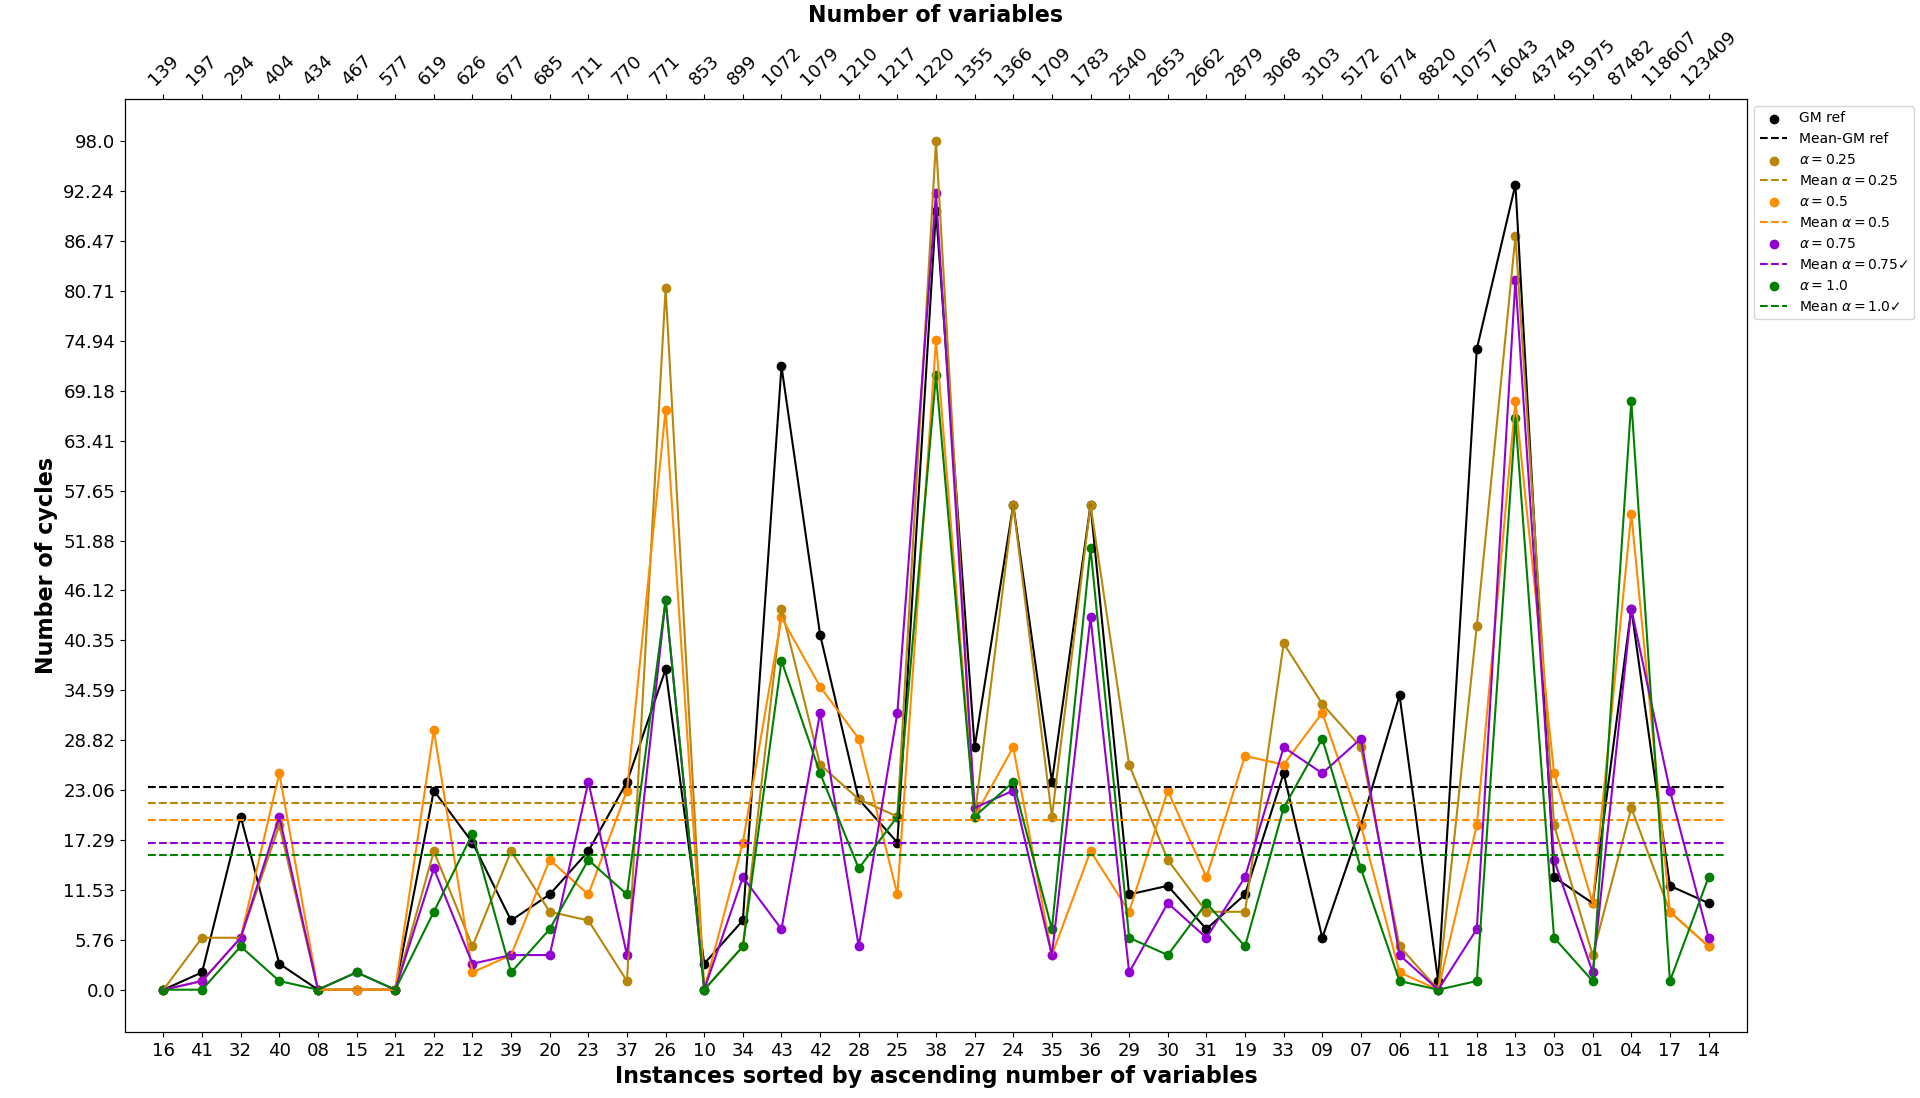 Number of variables
139 197 294 404 434 467 577 619 626 677 685 711 770 771 853 899 1072 1079 1210 1217 1220 1355 1366 1709 1783 2540 2653 2662 2879 3068 3103 5172 6774 8820 10757 16043 43749 51975 87482 118607 123409
98.0
92.24
86.47
80.71
74.94
69.18
63.41
57.65
51.88
46.12
40.35
34.59
28.82
23.06
17.29
11.53
5.76
0.0
Number of cycles
GM ref
Mean-GM ref
α = 0.25
Mean α = 0.25
α = 0.5
Mean α = 0.5
α = 0.75
Mean α = 0.75✓
α = 1.0
Mean α = 1.0✓
16 41 32 40 08 15 21 22 12 39 20 23 37 26 10 34 43 42 28 25 38 27 24 35 36 29 30 31 19 33 09 07 06 11 18 13 03 01 04 17 14
Instances sorted by ascending number of variables